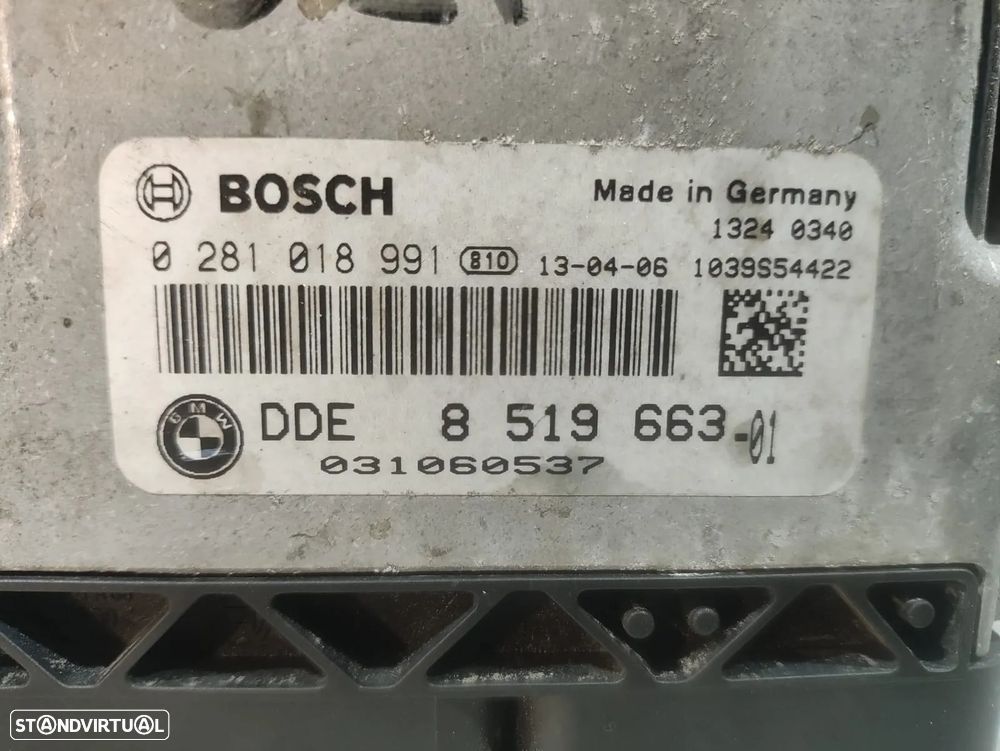 BOSCH
Made in Germany
1324 0340
0 281 018 991 810 13-04-06 1039S54422
BMW DDE 8 519 663-01
031060537
STANDVIRTUAL